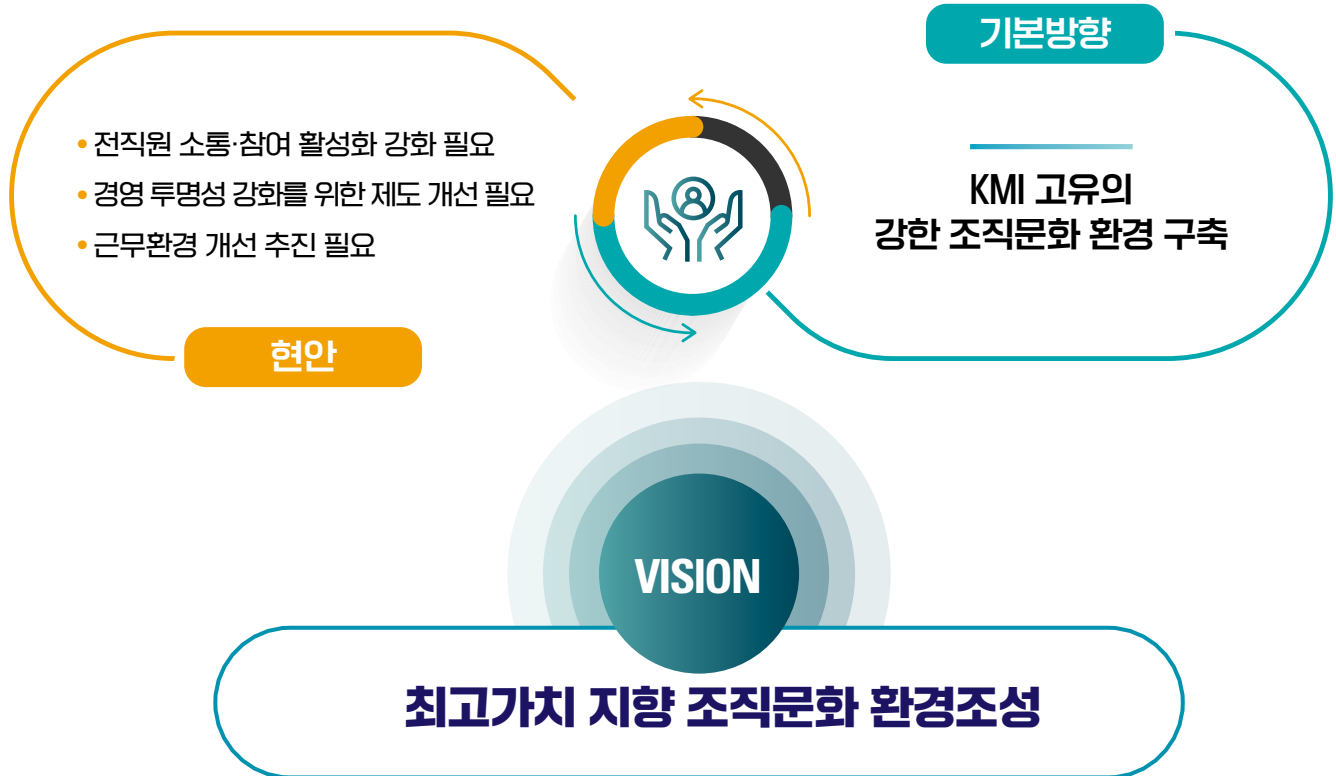 • 전직원 소통·참여 활성화 강화 필요
• 경영 투명성 강화를 위한 제도 개선 필요
• 근무환경 개선 추진 필요
현안
기본방향
KMI 고유의
강한 조직문화 환경 구축
VISION
최고가치 지향 조직문화 환경조성